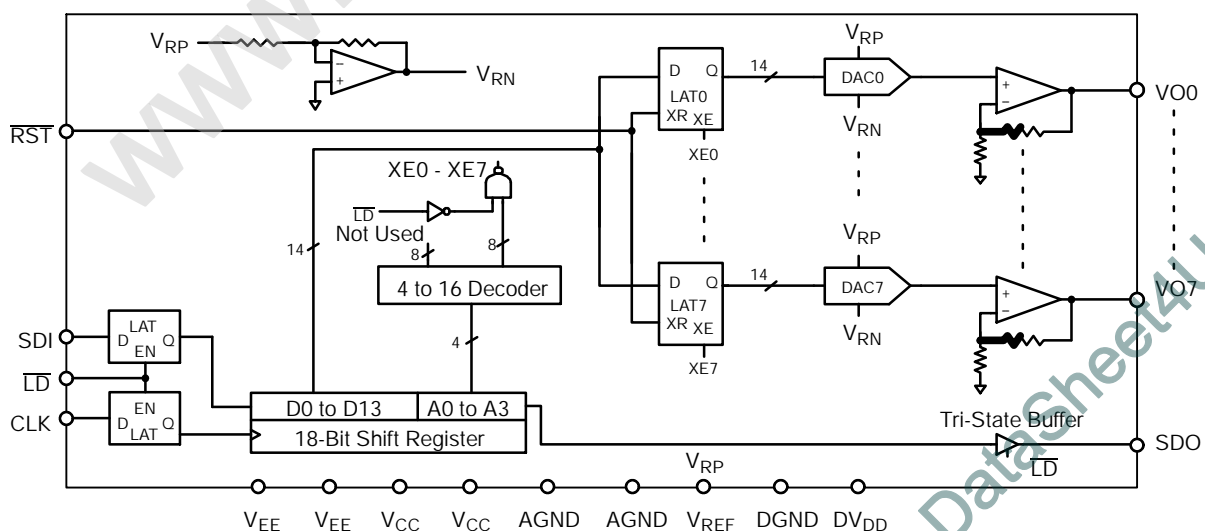 VRP
VRN
RST
D Q
LAT0
XR XE
XE0
14
VRP
DAC0
VRN
+
−
VO0
XE0 - XE7
LD
Not Used
8
8
14
4 to 16 Decoder
4
D Q
LAT7
XR XE
XE7
14
VRP
DAC7
VRN
+
−
VO7
SDI
LAT
D Q
EN
LD
CLK
EN
D Q
LAT
D0 to D13
A0 to A3
18-Bit Shift Register
Tri-State Buffer
LD
SDO
VRP
VEE
VEE
VCC
VCC
AGND
AGND
VREF
DGND
DVDD
−
+
www.
DataSheet4U